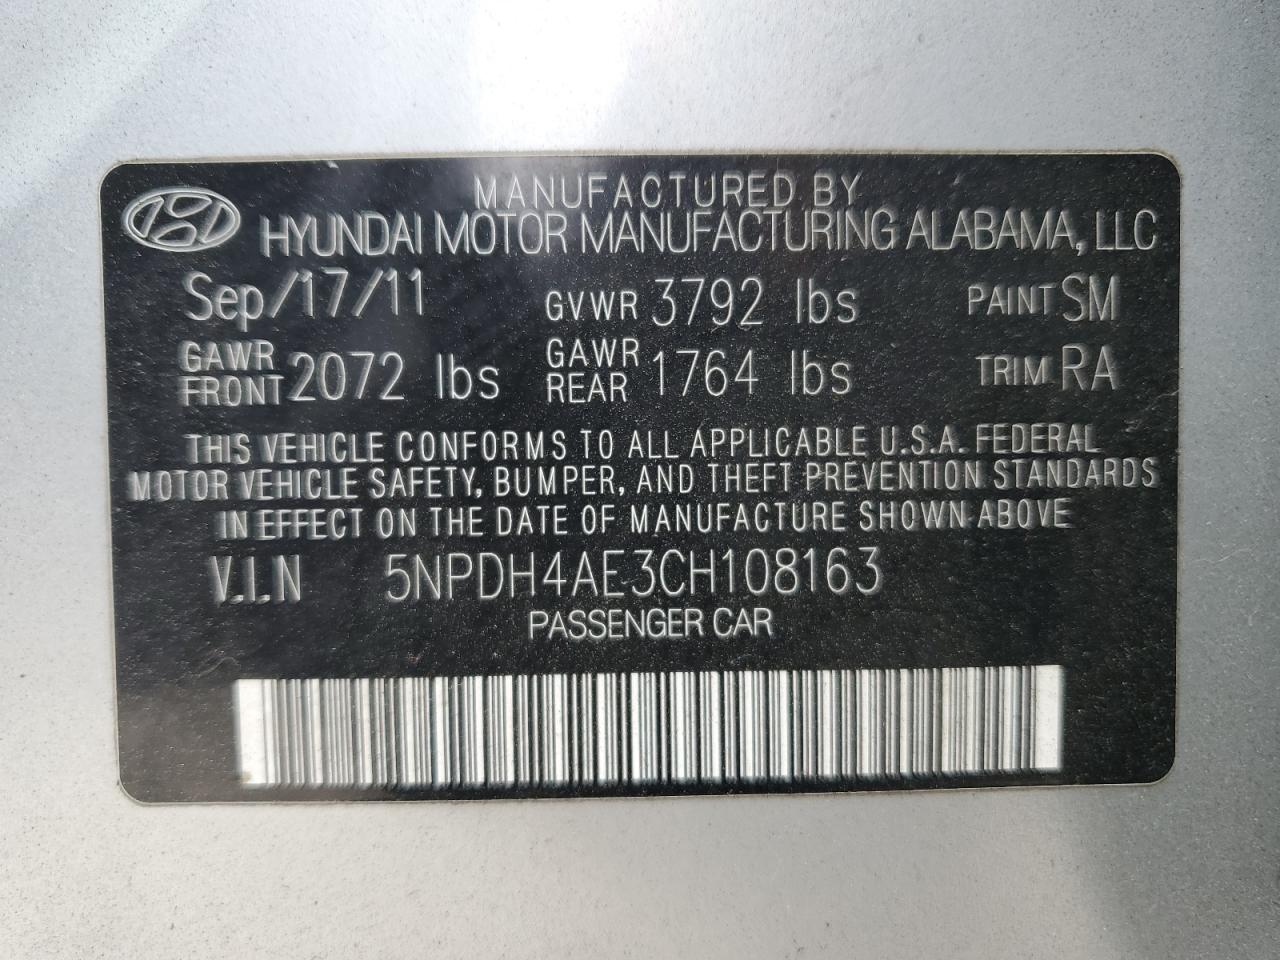 MANUFACTURED BY
HYUNDAI MOTOR MANUFACTURING ALABAMA, LLC
Sep/17/11 GVWR 3792 lbs PAINT SM
GAWR FRONT 2072 lbs GAWR REAR 1764 lbs TRIM RA
THIS VEHICLE CONFORMS TO ALL APPLICABLE U.S.A. FEDERAL
MOTOR VEHICLE SAFETY, BUMPER, AND THEFT PREVENTION STANDARDS
IN EFFECT ON THE DATE OF MANUFACTURE SHOWN ABOVE
V.I.N 5NPDH4AE3CH108163
PASSENGER CAR